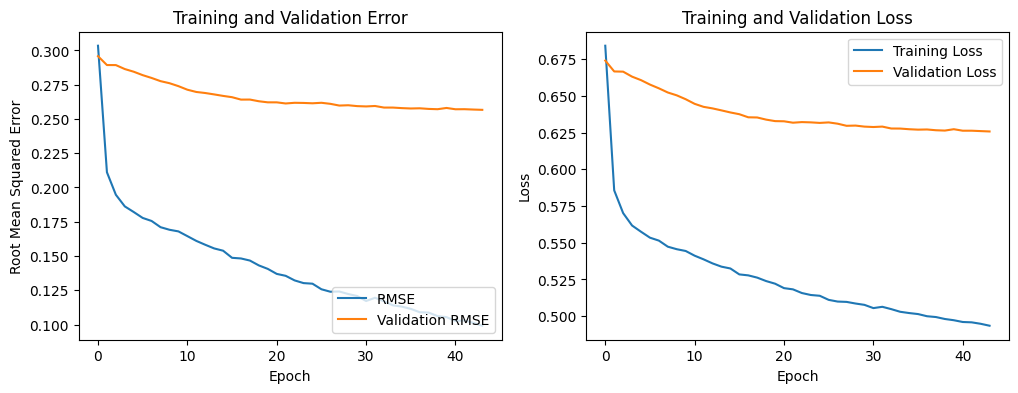 Training and Validation Error
Root Mean Squared Error
0.300
0.275
0.250
0.225
0.200
0.175
0.150
0.125
0.100
RMSE
Validation RMSE
0
10
20
30
40
Epoch
Training and Validation Loss
Loss
0.675
0.650
0.625
0.600
0.575
0.550
0.525
0.500
Training Loss
Validation Loss
0
10
20
30
40
Epoch